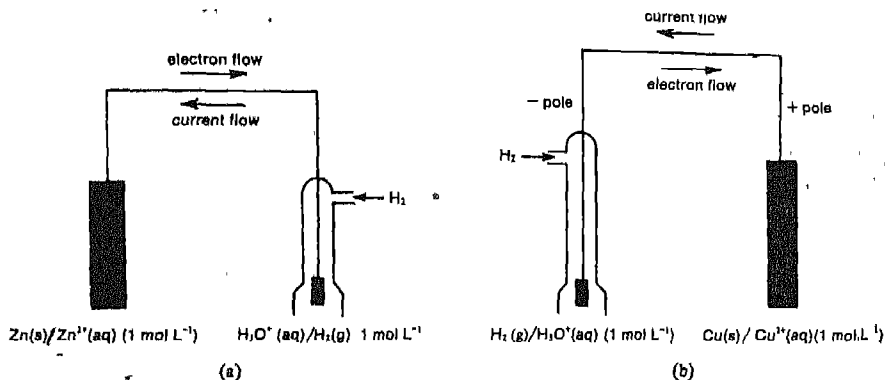 electron flow
current flow
H₂
Zn(s)/Zn²⁺(aq) (1 mol L⁻¹) H₃O⁺ (aq)/H₂(g) 1 mol L⁻¹
(a)
current flow
electron flow
− pole
+ pole
H₂
H₂ (g)/H₃O⁺(aq) (1 mol L⁻¹) Cu(s)/ Cu²⁺(aq)(1 mol L⁻¹)
(b)